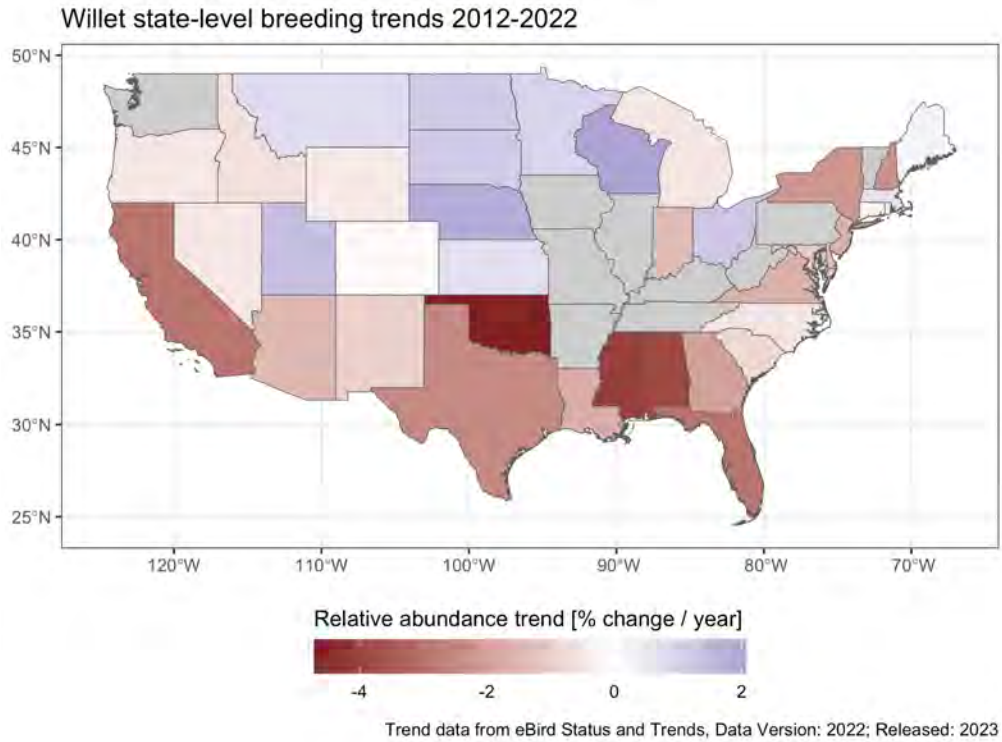 Willet state-level breeding trends 2012-2022
50°N
45°N
40°N
35°N
30°N
25°N
120°W 110°W 100°W 90°W 80°W 70°W
Relative abundance trend [% change / year]
-4 -2 0 2
Trend data from eBird Status and Trends, Data Version: 2022; Released: 2023